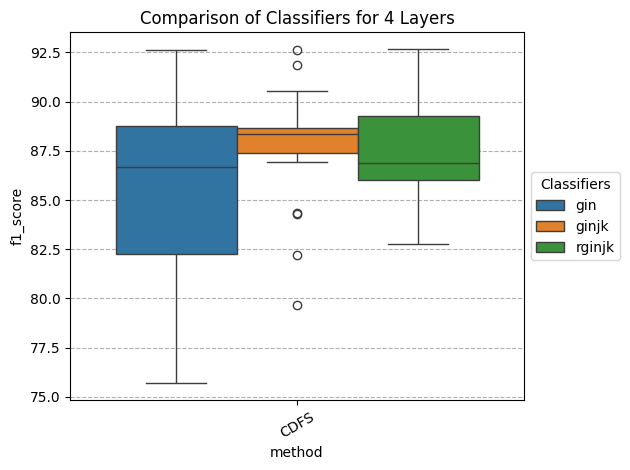 Comparison of Classifiers for 4 Layers
92.5
90.0
87.5
85.0
82.5
80.0
77.5
75.0
f1_score
CDFS
method
Classifiers
gin
ginjk
rginjk